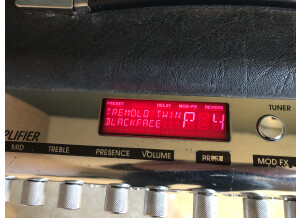 PRESET DELAY MOD-FX REVERB
TREMOLO TWIN P 4
BLACKFACE
TUNER
PLIFIER
MID TREBLE PRESENCE VOLUME MOD FX